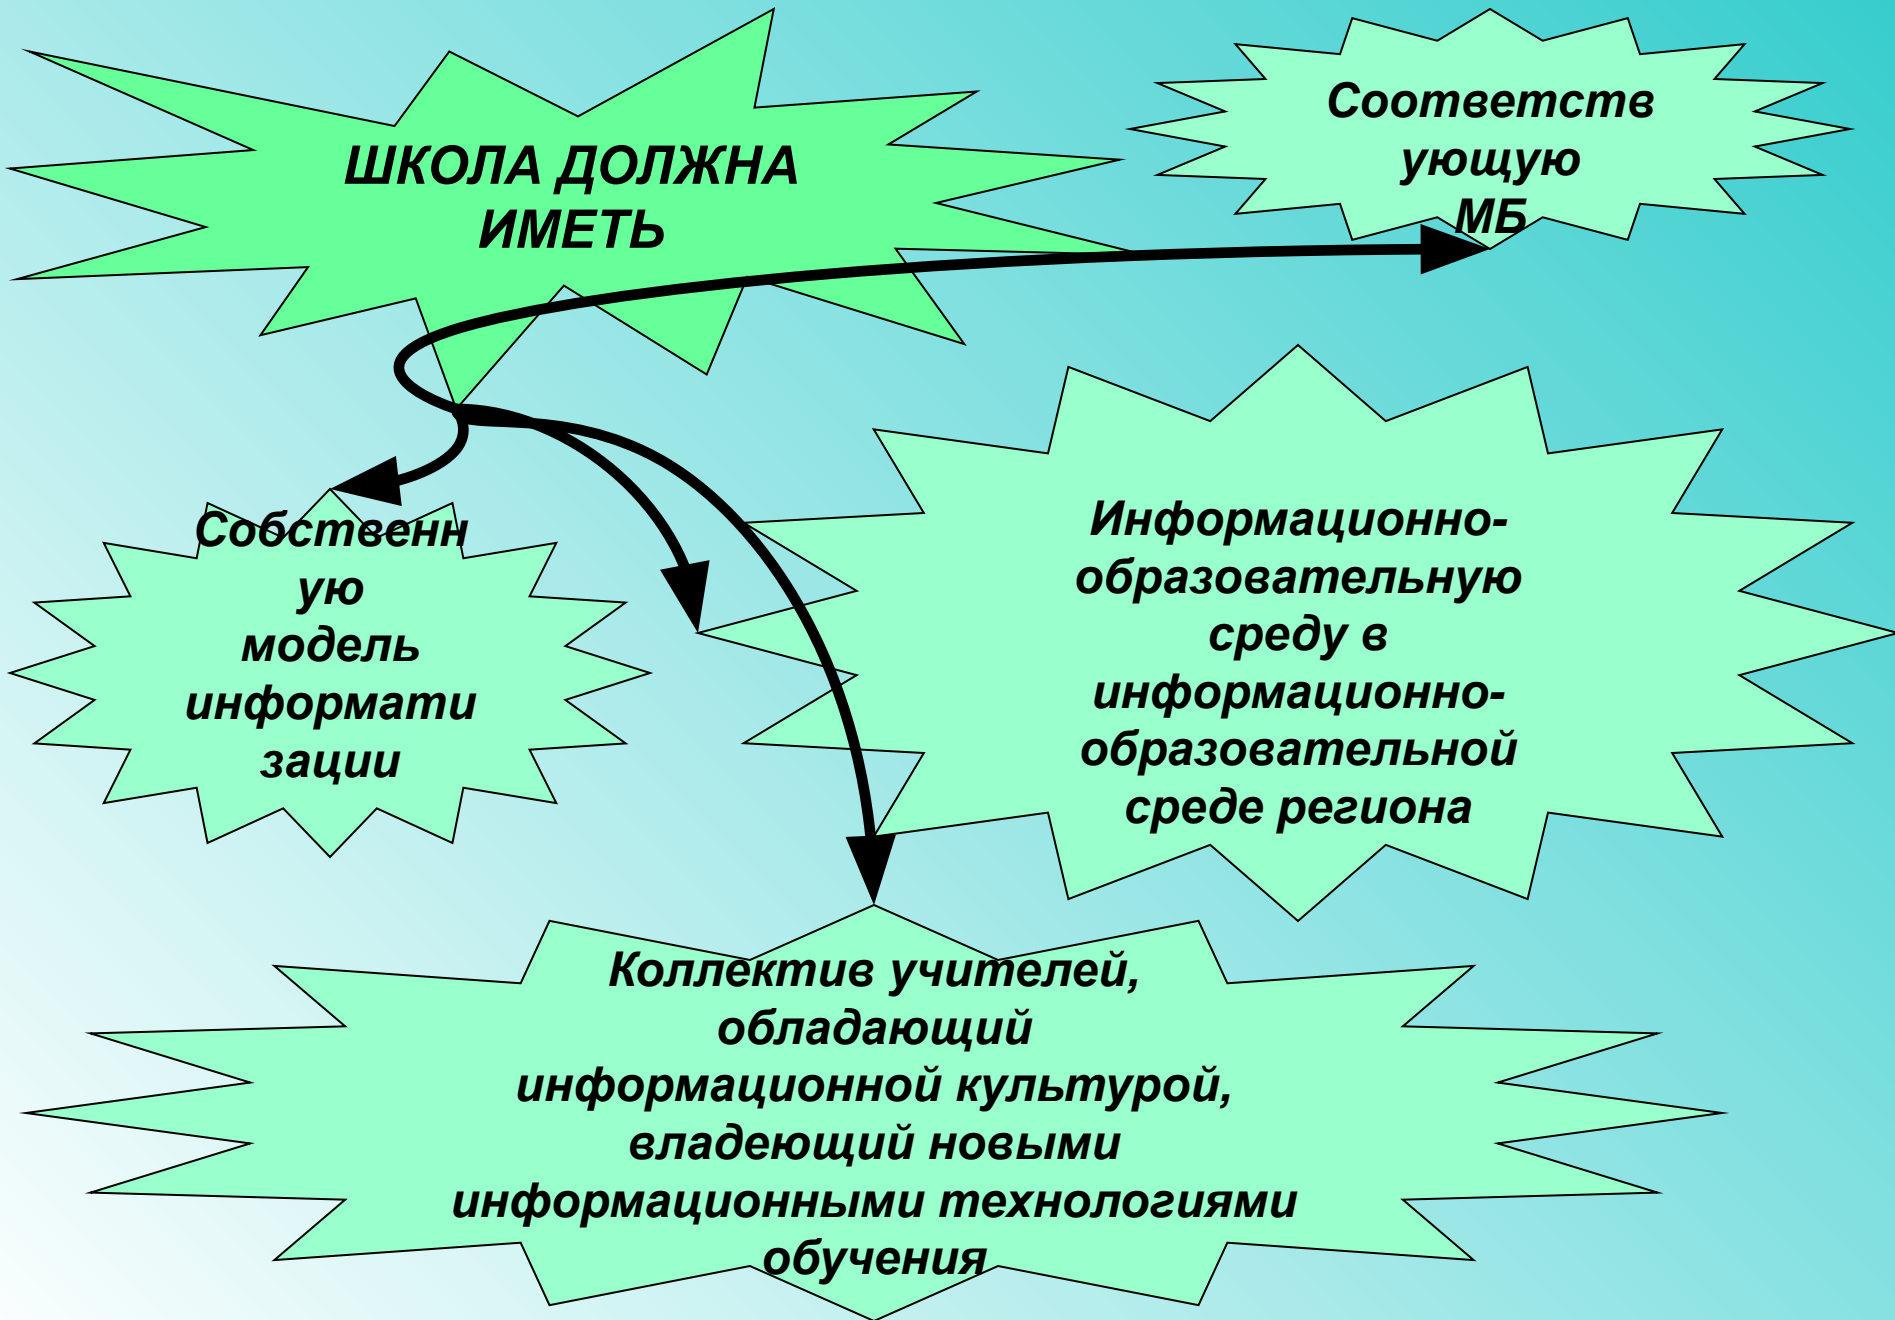 ШКОЛА ДОЛЖНА
ИМЕТЬ
Соответств
ующую
МБ
Собственн
ую
модель
информати
зации
Информационно-
образовательную
среду в
информационно-
образовательной
среде региона
Коллектив учителей,
обладающий
информационной культурой,
владеющий новыми
информационными технологиями
обучения